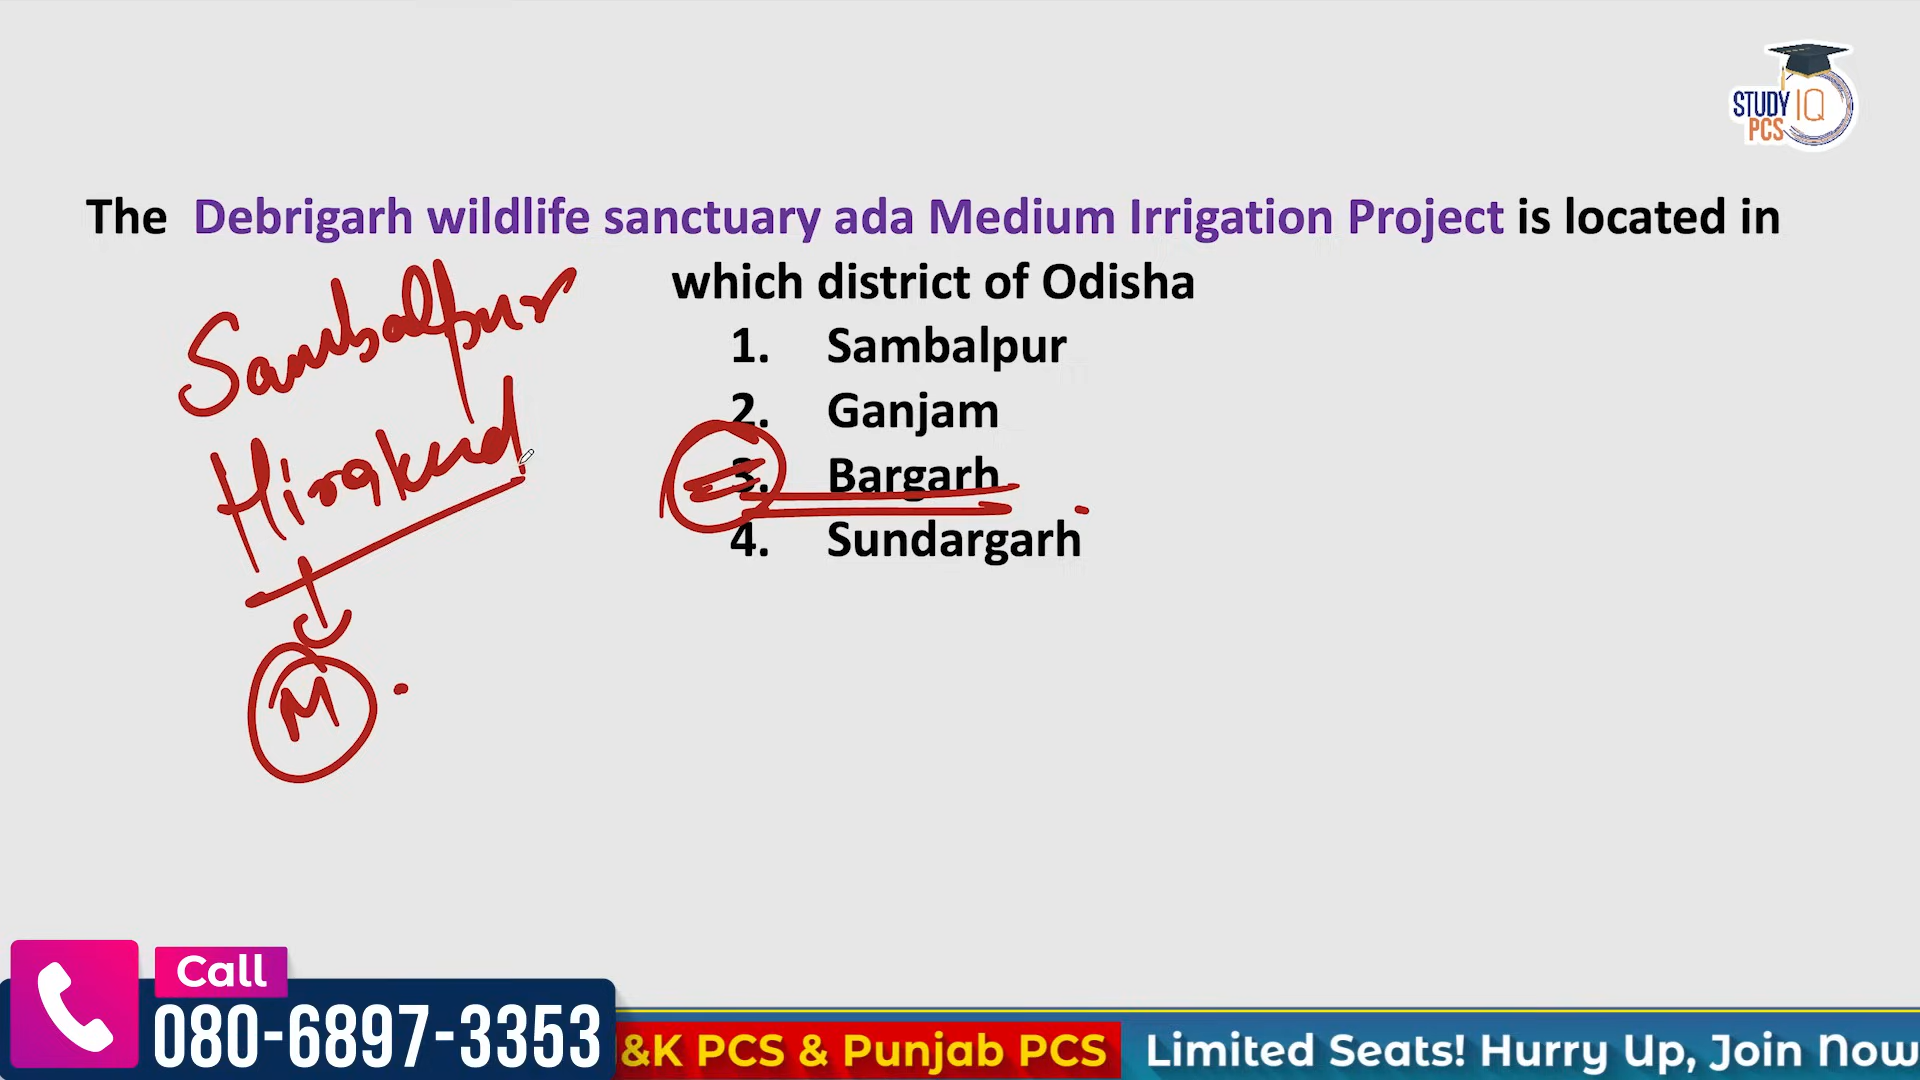 STUDY IQ
PCS
The Debrigarh wildlife sanctuary ada Medium Irrigation Project is located in
which district of Odisha
1. Sambalpur
2. Ganjam
3. Bargarh
4. Sundargarh
Sambalpur
Hirakud
M
Call
080-6897-3353
&K PCS & Punjab PCS
Limited Seats! Hurry Up, Join Now